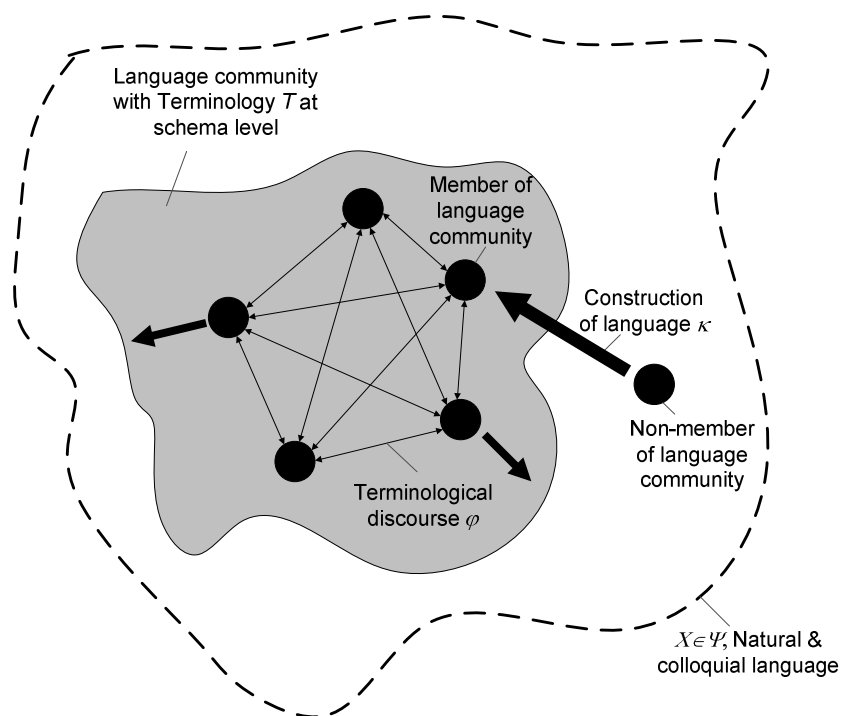 Language community
with Terminology T at
schema level
Member of
language
community
Construction
of language κ
Non-member
of language
community
Terminological
discourse φ
X∈Ψ, Natural &
colloquial language